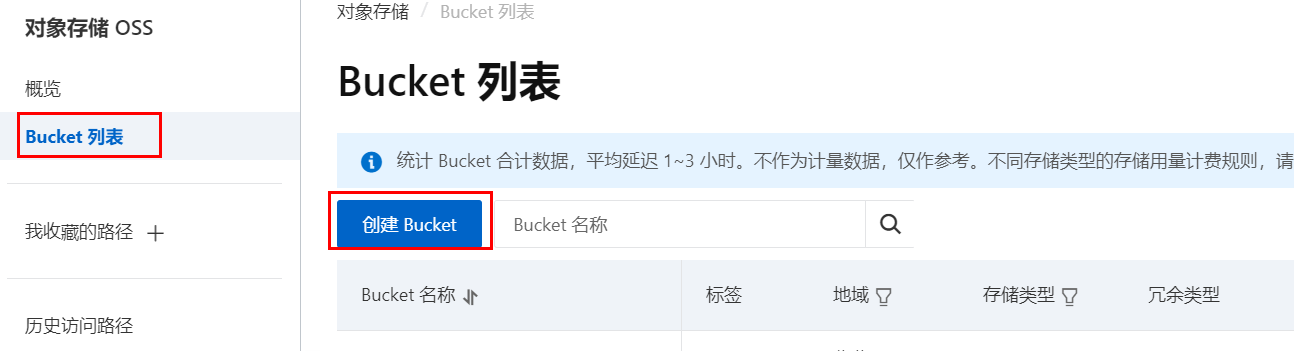 对象存储 OSS
概览
Bucket 列表
我收藏的路径
历史访问路径
对象存储 / Bucket 列表
Bucket 列表
统计 Bucket 合计数据，平均延迟 1~3 小时。不作为计量数据，仅作参考。不同存储类型的存储用量计费规则，请
创建 Bucket Bucket 名称
Bucket 名称 标签 地域 存储类型 冗余类型